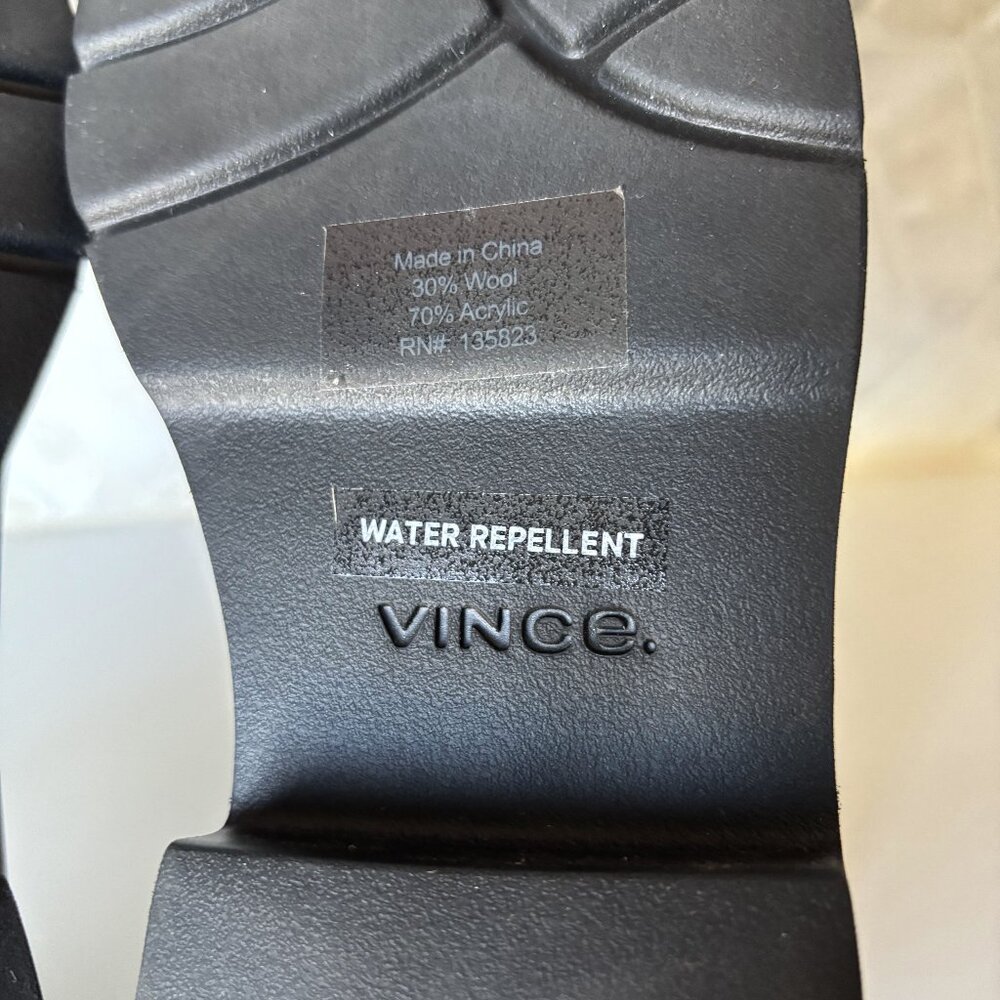 Made in China
30% Wool
70% Acrylic
RN#: 135823
WATER REPELLENT
VINCe.